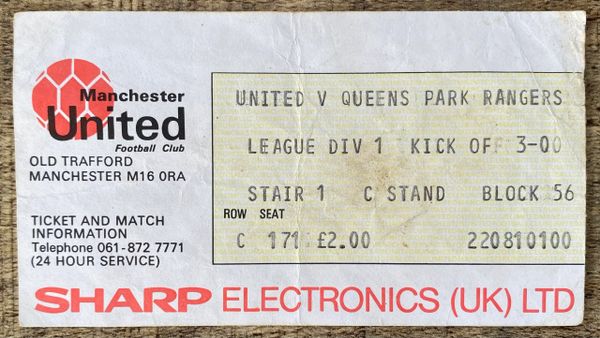 Manchester
United
Football Club
OLD TRAFFORD
MANCHESTER M16 0RA
TICKET AND MATCH
INFORMATION
Telephone 061-872 7771
(24 HOUR SERVICE)
UNITED V QUEENS PARK RANGERS
LEAGUE DIV 1 KICK OFF 3-00
STAIR 1 C STAND BLOCK 56
ROW SEAT
C 171 £2.00 220810100
SHARP ELECTRONICS (UK) LTD